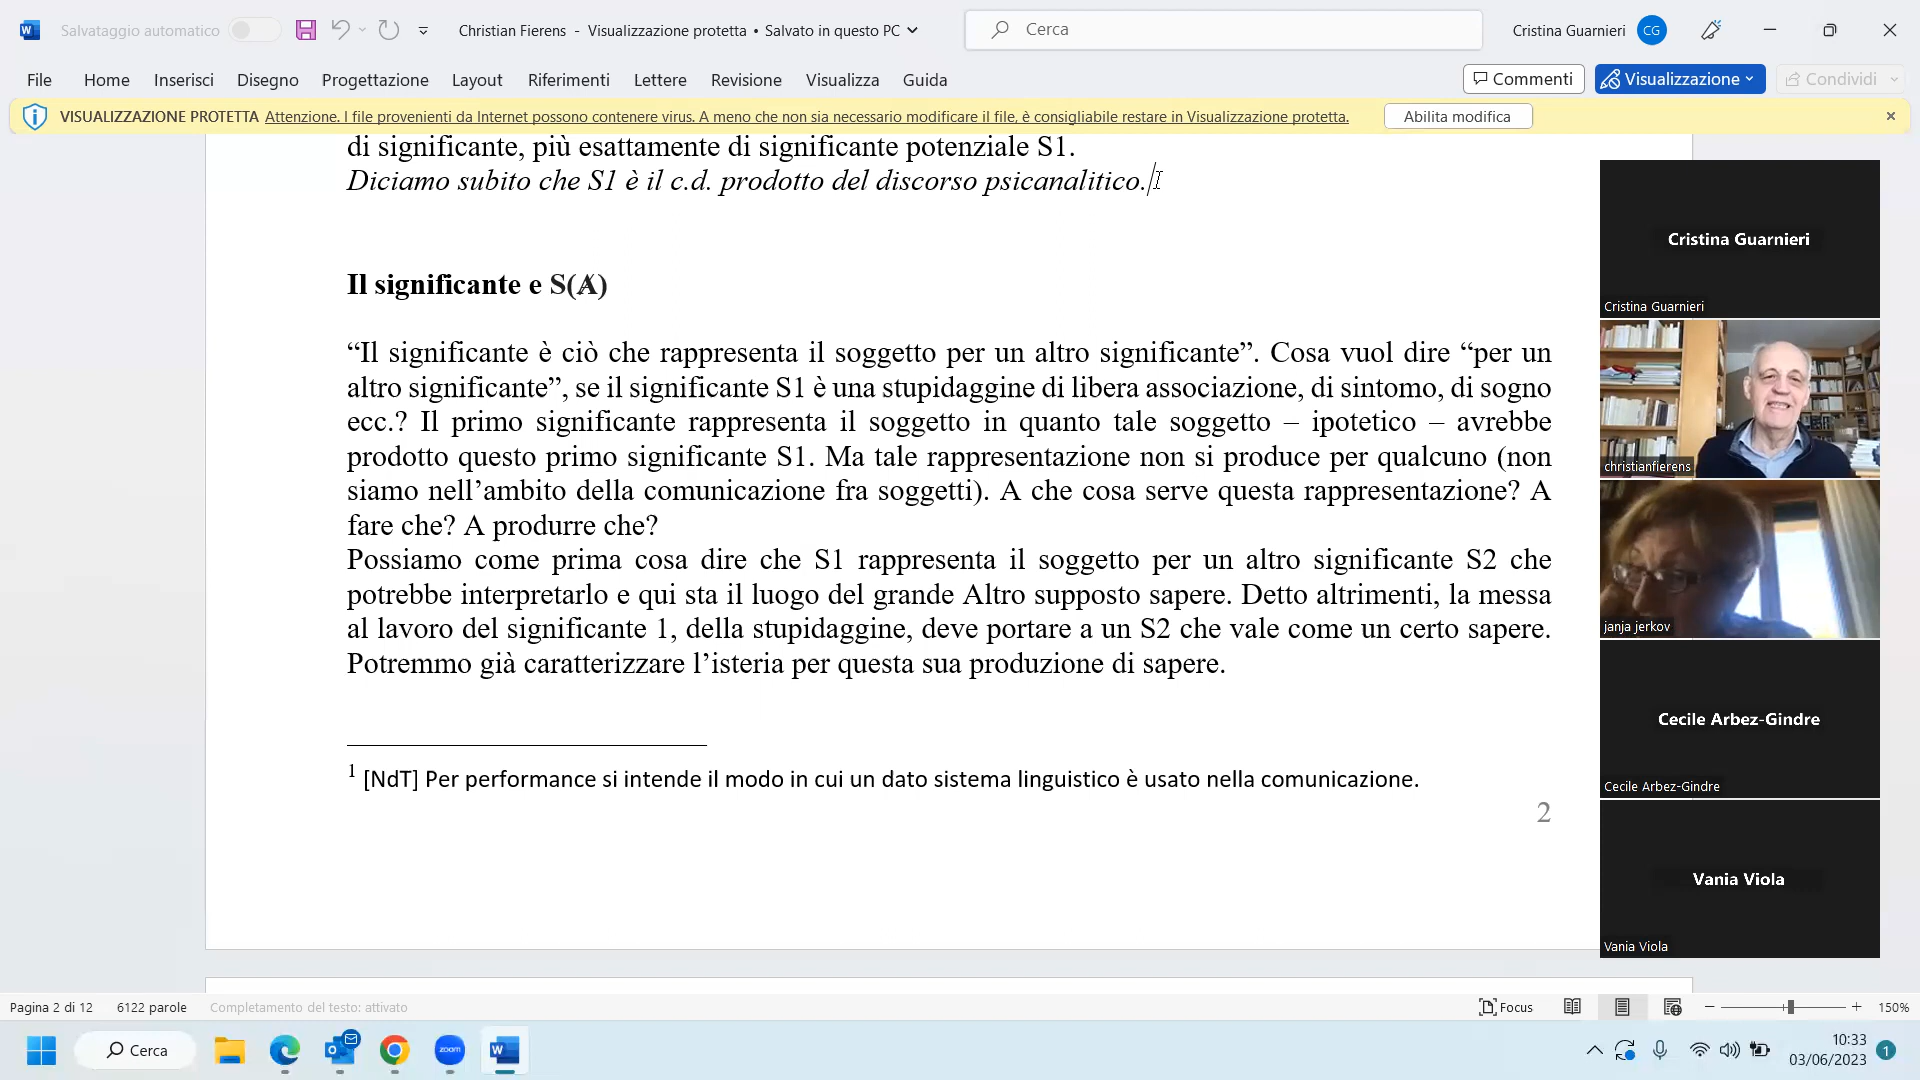 Salvataggio automatico
Christian Fierens - Visualizzazione protetta • Salvato in questo PC
Cerca
Cristina Guarnieri
CG
File Home Inserisci Disegno Progettazione Layout Riferimenti Lettere Revisione Visualizza Guida
Commenti
Visualizzazione
Condividi
VISUALIZZAZIONE PROTETTA Attenzione. I file provenienti da Internet possono contenere virus. A meno che non sia necessario modificare il file, è consigliabile restare in Visualizzazione protetta.
Abilita modifica
di significante, più esattamente di significante potenziale S1.
Diciamo subito che S1 è il c.d. prodotto del discorso psicanalitico.
Il significante e S(Ⱥ)
“Il significante è ciò che rappresenta il soggetto per un altro significante”. Cosa vuol dire “per un
altro significante”, se il significante S1 è una stupidaggine di libera associazione, di sintomo, di sogno
ecc.? Il primo significante rappresenta il soggetto in quanto tale soggetto – ipotetico – avrebbe
prodotto questo primo significante S1. Ma tale rappresentazione non si produce per qualcuno (non
siamo nell’ambito della comunicazione fra soggetti). A che cosa serve questa rappresentazione? A
fare che? A produrre che?
Possiamo come prima cosa dire che S1 rappresenta il soggetto per un altro significante S2 che
potrebbe interpretarlo e qui sta il luogo del grande Altro supposto sapere. Detto altrimenti, la messa
al lavoro del significante 1, della stupidaggine, deve portare a un S2 che vale come un certo sapere.
Potremmo già caratterizzare l’isteria per questa sua produzione di sapere.
1 [NdT] Per performance si intende il modo in cui un dato sistema linguistico è usato nella comunicazione.
2
Cristina Guarnieri
Cristina Guarnieri
christianfierens
janja jerkov
Cecile Arbez-Gindre
Cecile Arbez-Gindre
Vania Viola
Vania Viola
Pagina 2 di 12 6122 parole Completamento del testo: attivato
Focus
150%
Cerca
zoom
10:33
03/06/2023
1